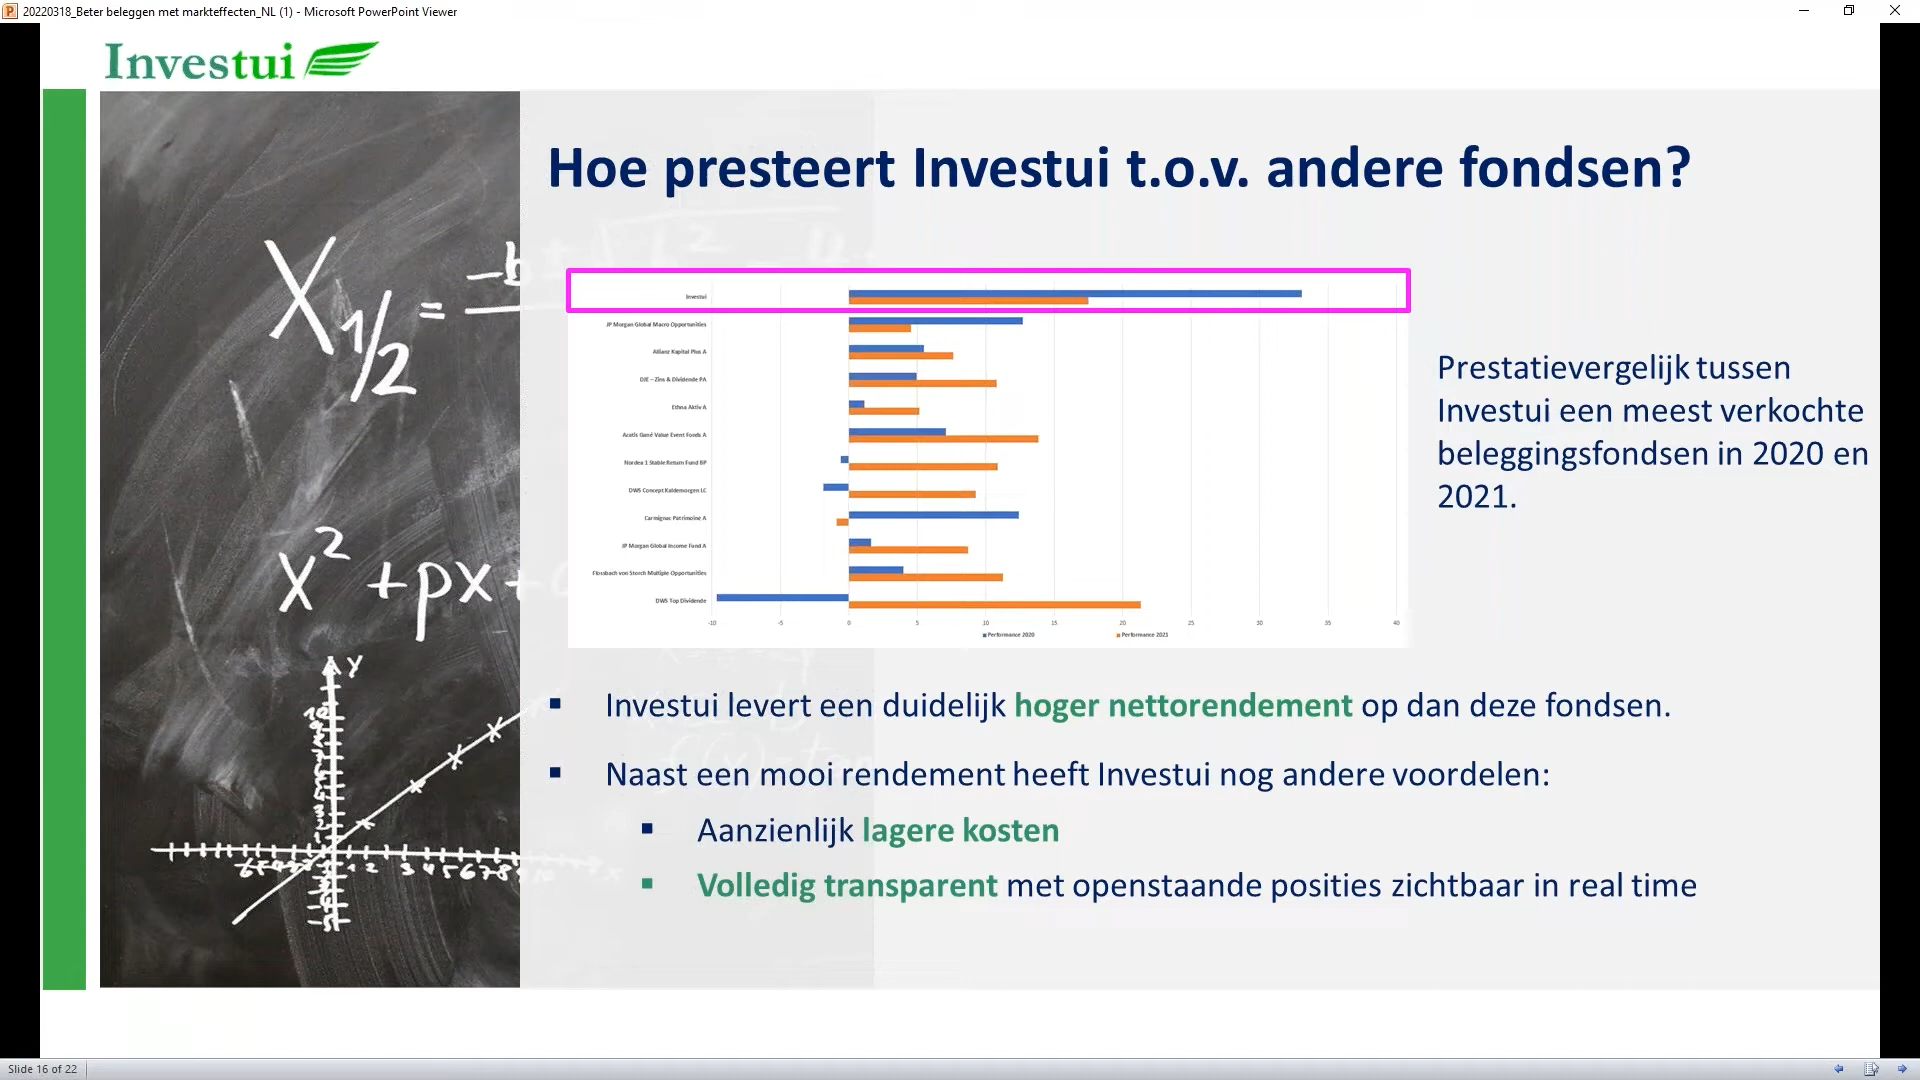 20220318_Beter beleggen met markteffecten_NL (1) - Microsoft PowerPoint Viewer
Investui
Hoe presteert Investui t.o.v. andere fondsen?
Investui
JP Morgan Global Macro Opportunities
Allianz Kapital Plus A
DJE – Zins & Dividende PA
Ethna Aktiv A
Acatis Gané Value Event Fonds A
Nordea 1 Stable Return Fund BP
DWS Concept Kaldemorgen LC
Carmignac Patrimoine A
JP Morgan Global Income Fund A
Flossbach von Storch Multiple Opportunities
DWS Top Dividende
-10 -5 0 5 10 15 20 25 30 35 40
Performance 2020 Performance 2021
Prestatievergelijk tussen
Investui een meest verkochte
beleggingsfondsen in 2020 en
2021.
▪ Investui levert een duidelijk hoger nettorendement op dan deze fondsen.
▪ Naast een mooi rendement heeft Investui nog andere voordelen:
▪ Aanzienlijk lagere kosten
▪ Volledig transparent met openstaande posities zichtbaar in real time
X1/2 = -b ±
x² + px +
Y
Slide 16 of 22